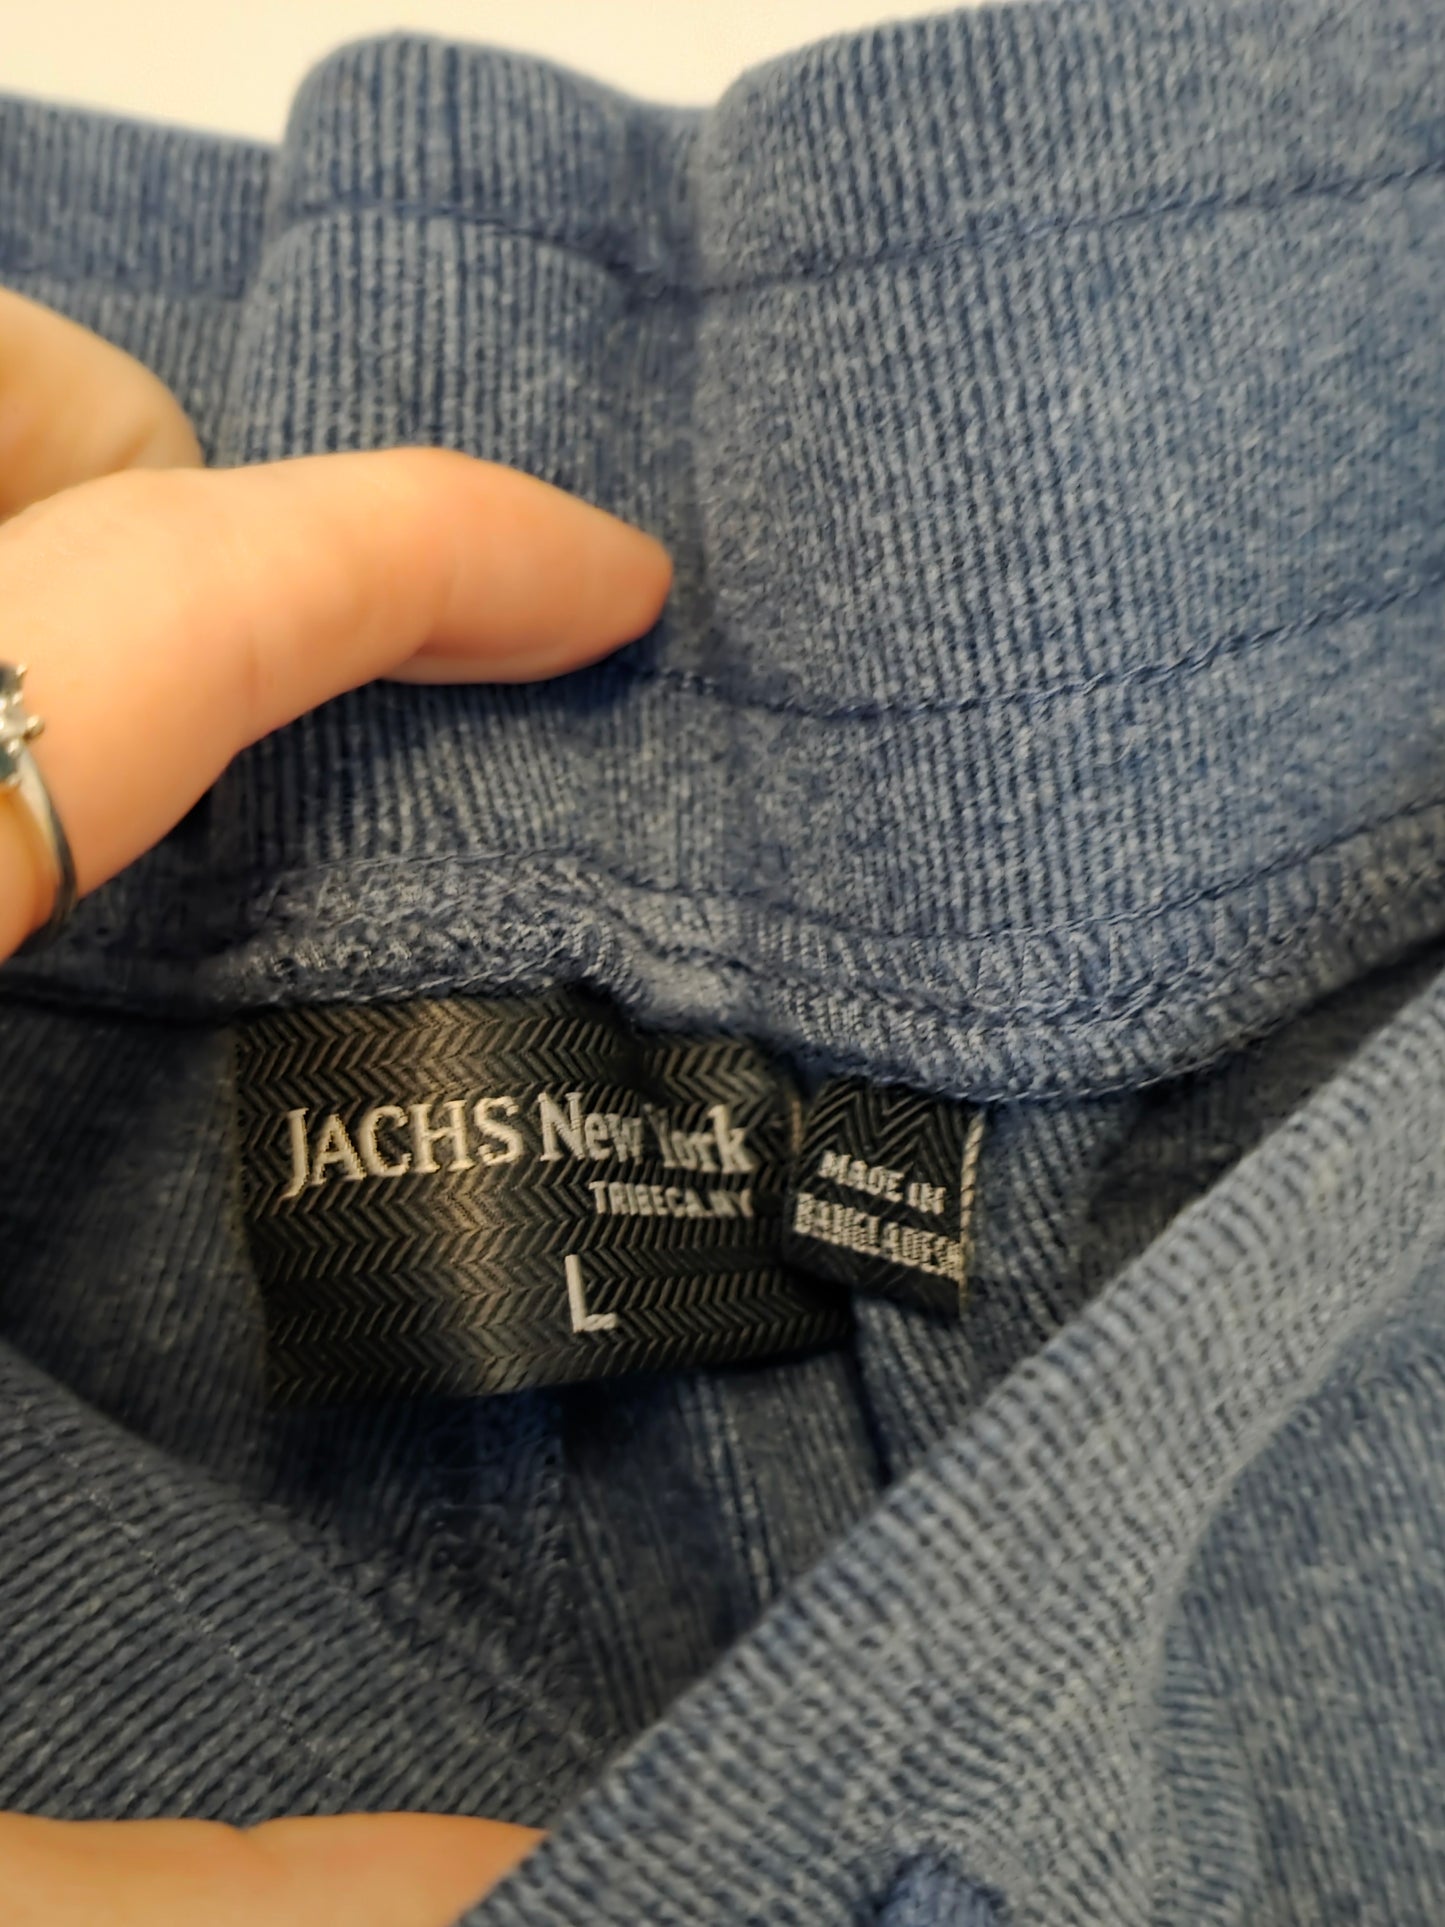 JACHS New York
TRIBECA, NY
L
MADE IN
BANGLADESH